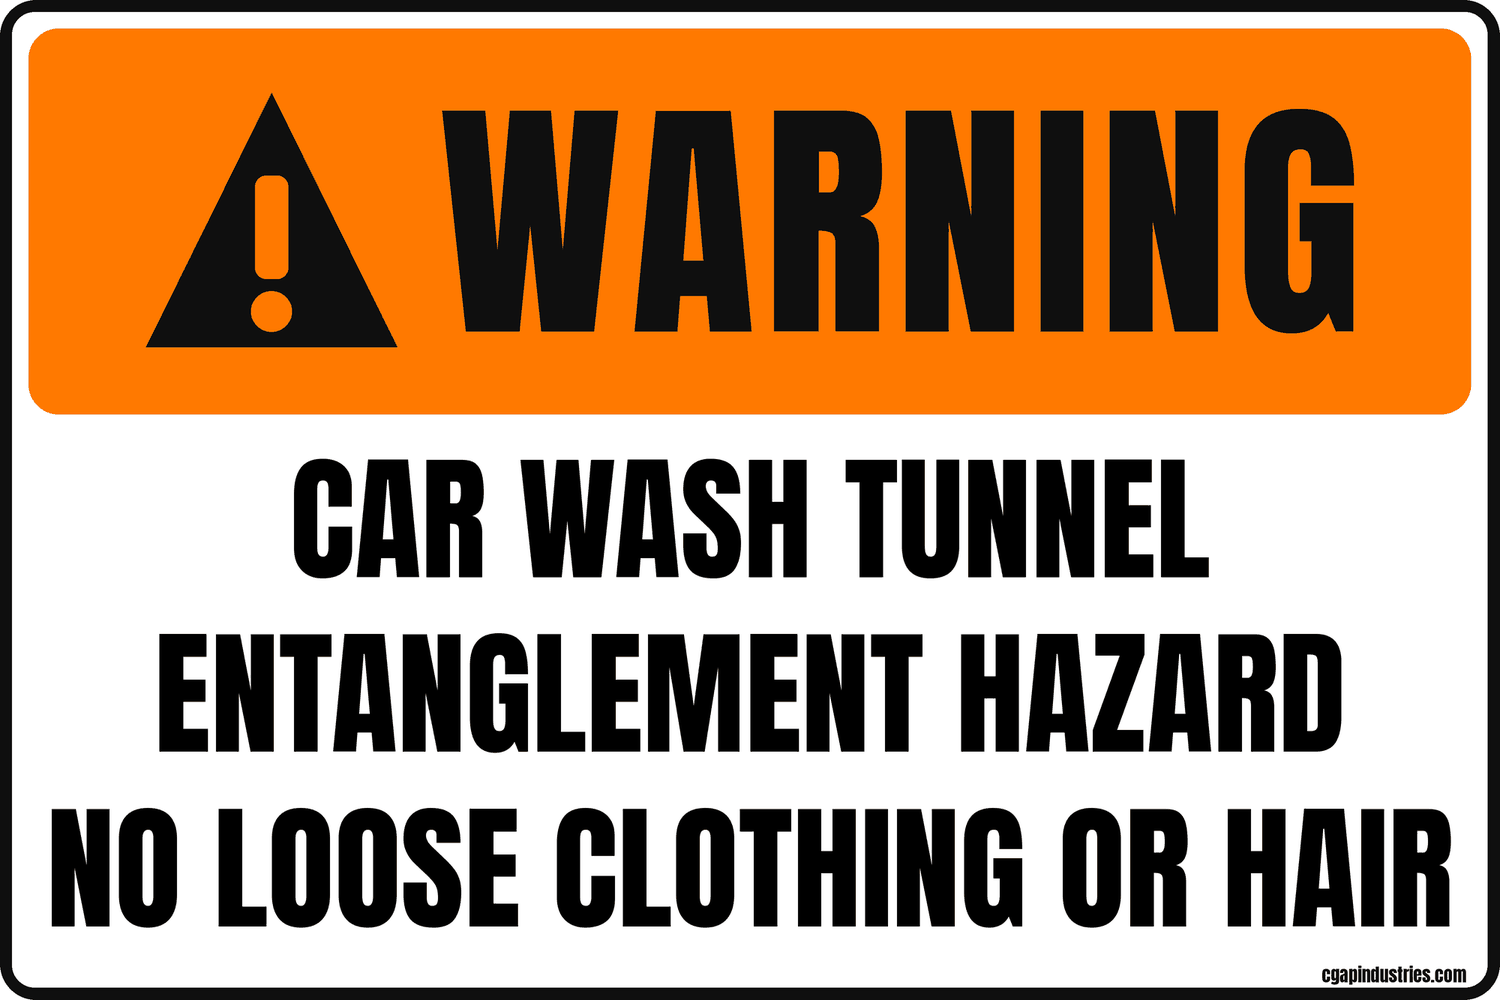 WARNING
CAR WASH TUNNEL
ENTANGLEMENT HAZARD
NO LOOSE CLOTHING OR HAIR
cgapindustries.com